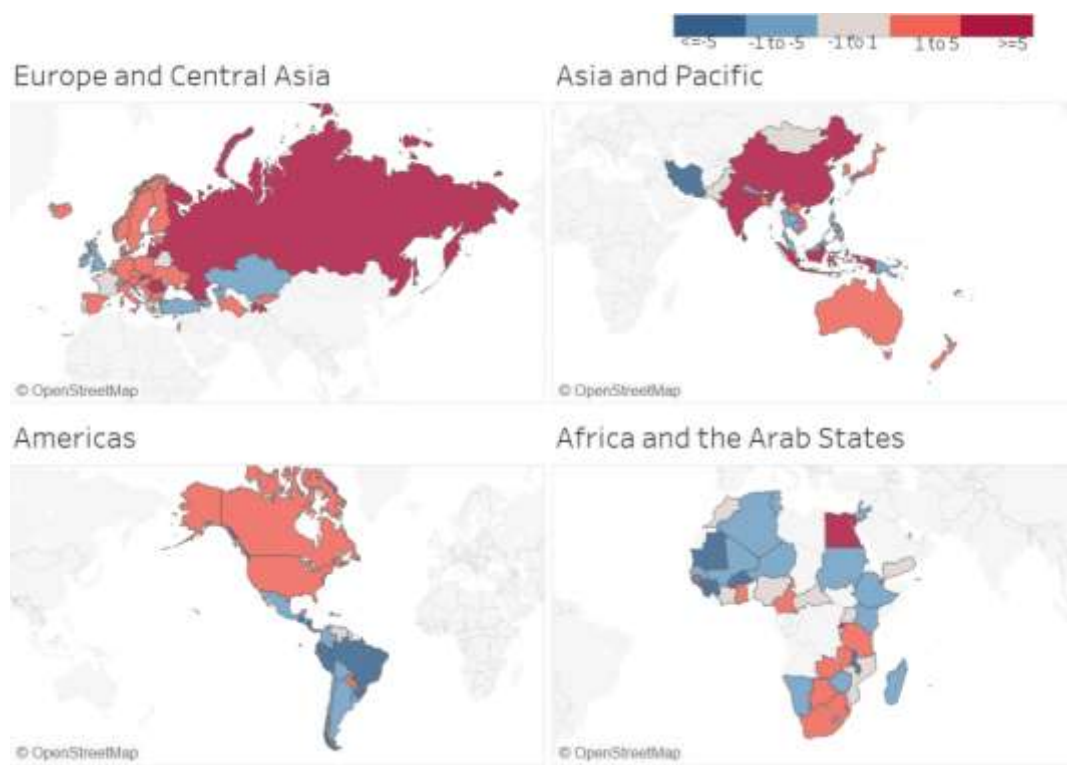 <=-5 -1 to -5 -1 to 1 1 to 5 >=5
Europe and Central Asia Asia and Pacific
© OpenStreetMap © OpenStreetMap
Americas Africa and the Arab States
© OpenStreetMap © OpenStreetMap